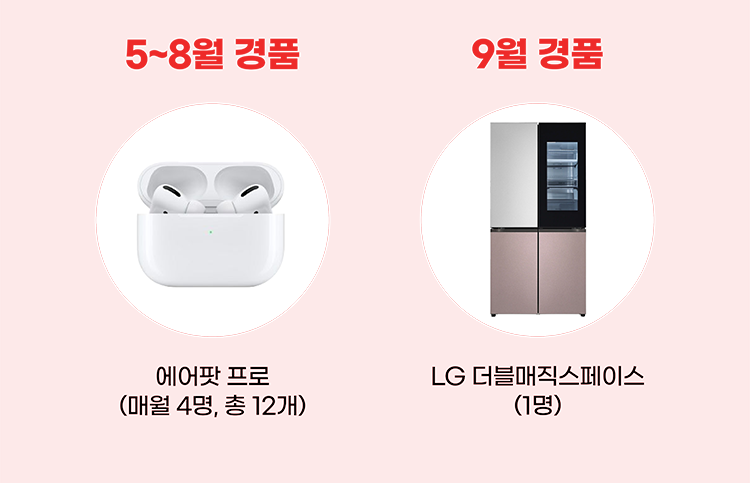 5~8월 경품
에어팟 프로
(매월 4명, 총 12개)
9월 경품
LG 더블매직스페이스
(1명)